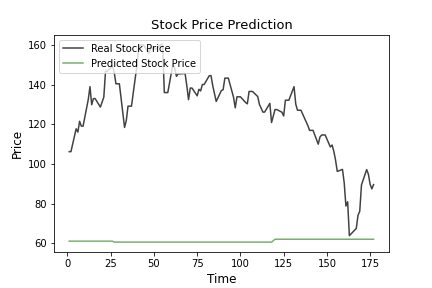 Stock Price Prediction
Real Stock Price
Predicted Stock Price
160
140
120
100
80
60
Price
0 25 50 75 100 125 150 175
Time